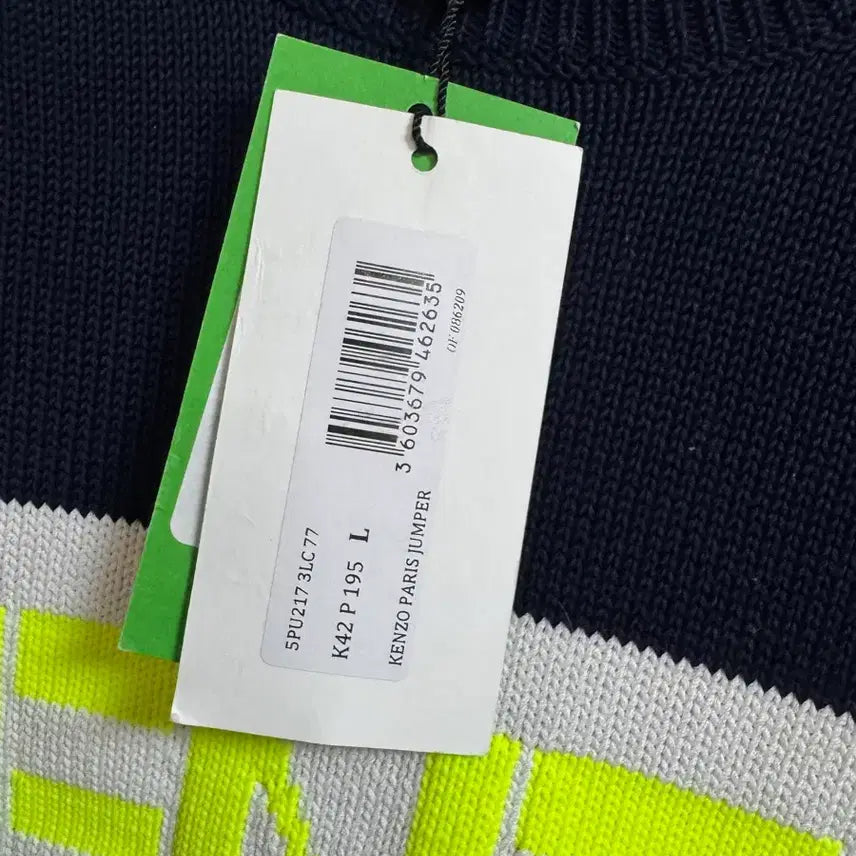 5PU217 3LC 77
K42 P 195 L
KENZO PARIS JUMPER
3 603679 462635
OF 086209